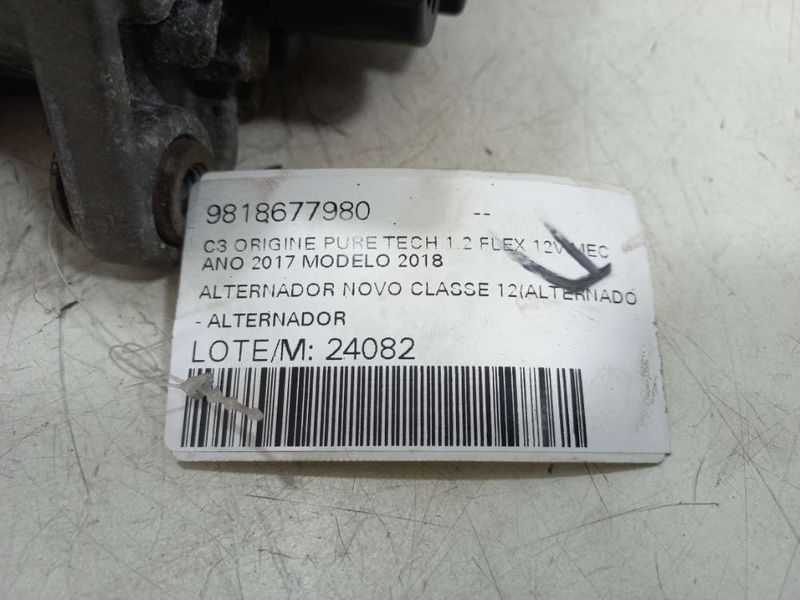 9818677980 --
C3 ORIGINE PURE TECH 1.2 FLEX 12V MEC
ANO 2017 MODELO 2018
ALTERNADOR NOVO CLASSE 12(ALTERNADO
- ALTERNADOR
LOTE/M: 24082